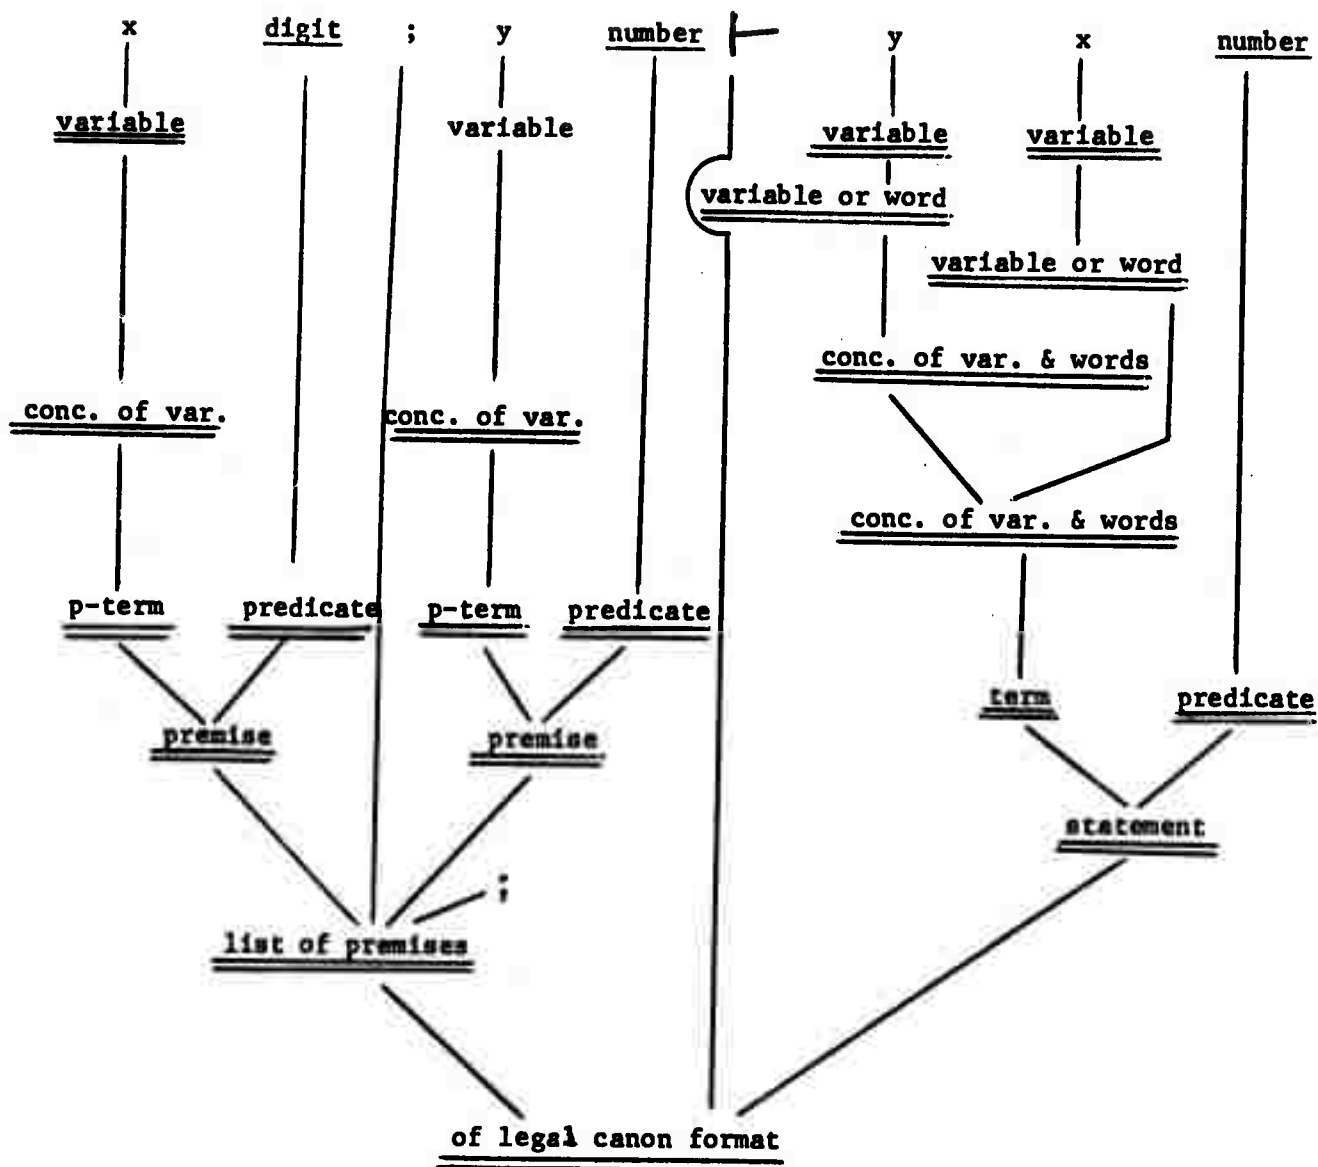 x digit ; y number ⊢ y x number
variable variable variable variable
variable or word
variable or word
conc. of var. & words
conc. of var. conc. of var.
conc. of var. & words
p-term predicate p-term predicate
term predicate
premise premise
statement
;
list of premises
of legal canon format